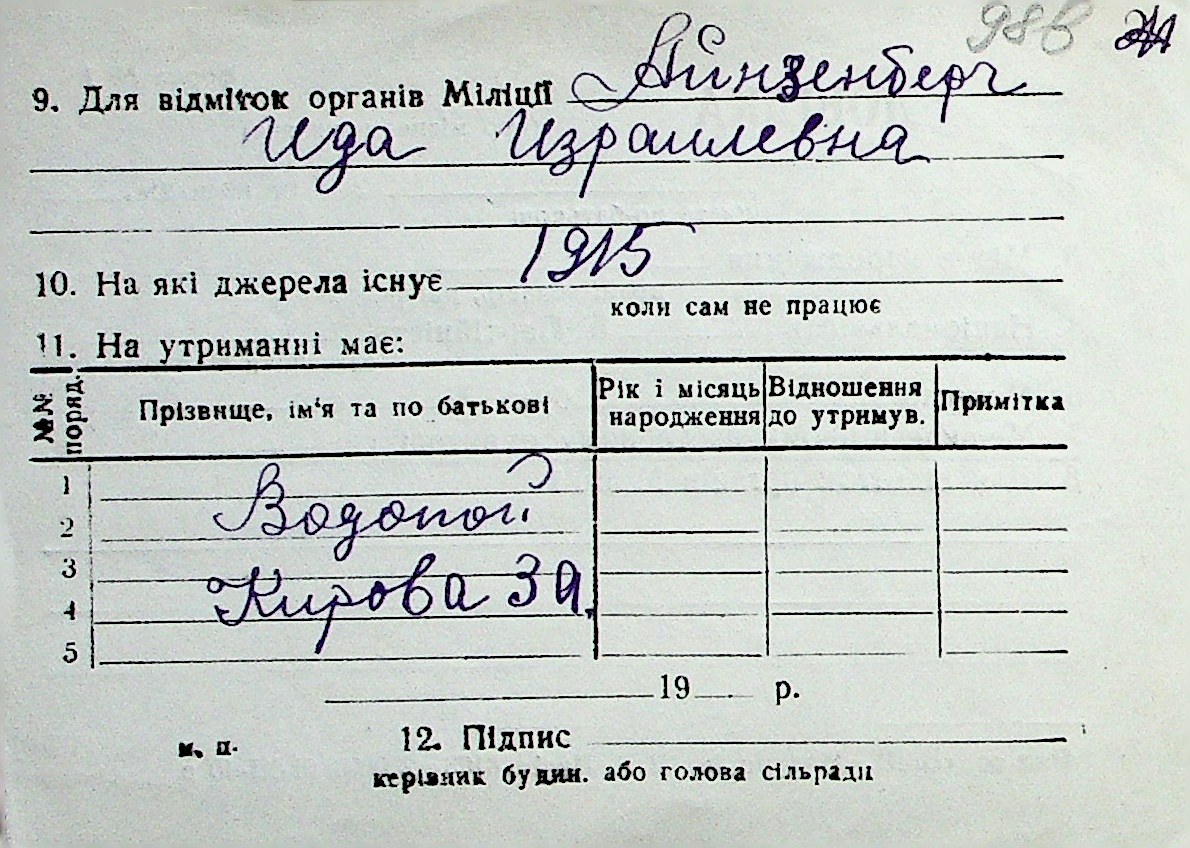 98в
9. Для відміток органів Міліції Айнзенберг
Ида Израилевна
1915
10. На які джерела існує
коли сам не працює
11. На утриманні має:
№№ поряд. Прізвище, ім‘я та по батькові Рік і місяць народження Відношення до утримув. Примітка
1
2 Водопой
3
4 Кирова 39.
5
19 р.
м. п. 12. Підпис
керівник будин. або голова сільради